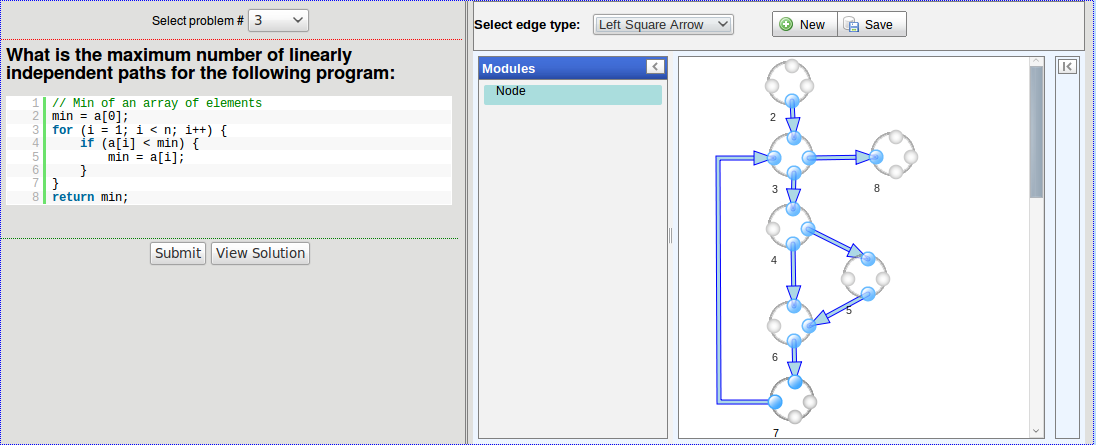 Select problem # 3
What is the maximum number of linearly
independent paths for the following program:
1 // Min of an array of elements
2 min = a[0];
3 for (i = 1; i < n; i++) {
4     if (a[i] < min) {
5         min = a[i];
6     }
7 }
8 return min;
Submit View Solution
Select edge type: Left Square Arrow New Save
Modules
Node
2
3
8
4
5
6
7